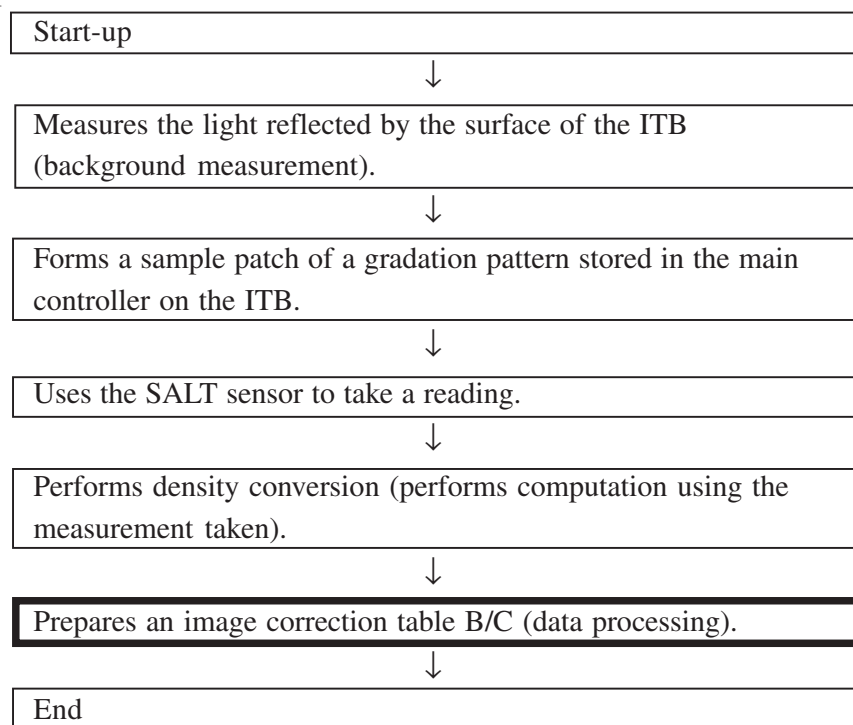 Start-up
↓
Measures the light reflected by the surface of the ITB
(background measurement).
↓
Forms a sample patch of a gradation pattern stored in the main
controller on the ITB.
↓
Uses the SALT sensor to take a reading.
↓
Performs density conversion (performs computation using the
measurement taken).
↓
Prepares an image correction table B/C (data processing).
↓
End